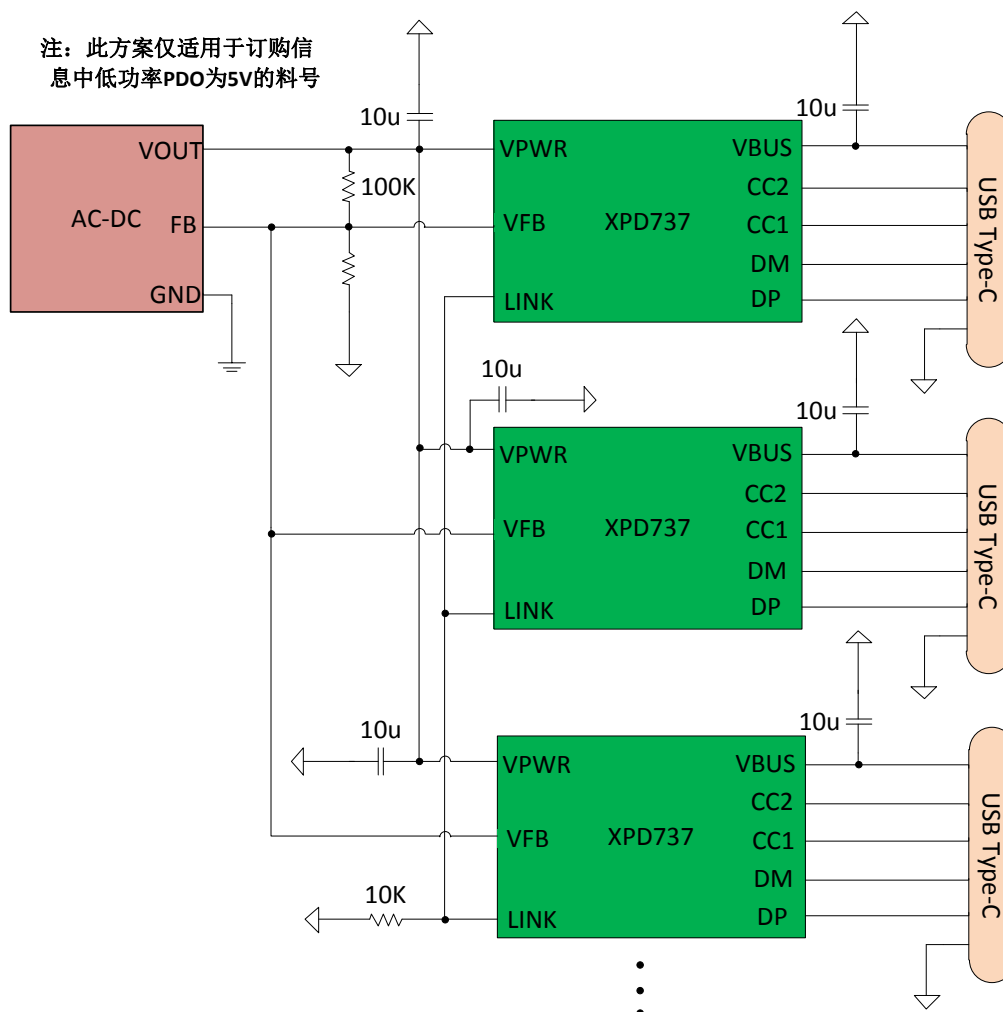 注：此方案仅适用于订购信
息中低功率PDO为5V的料号
10u
10u
VOUT
AC-DC
FB
GND
100K
VPWR
VFB
LINK
XPD737
VBUS
CC2
CC1
DM
DP
USB Type-C
10u
10u
VPWR
VFB
LINK
XPD737
VBUS
CC2
CC1
DM
DP
USB Type-C
10u
10u
VPWR
VFB
10K
LINK
XPD737
VBUS
CC2
CC1
DM
DP
USB Type-C